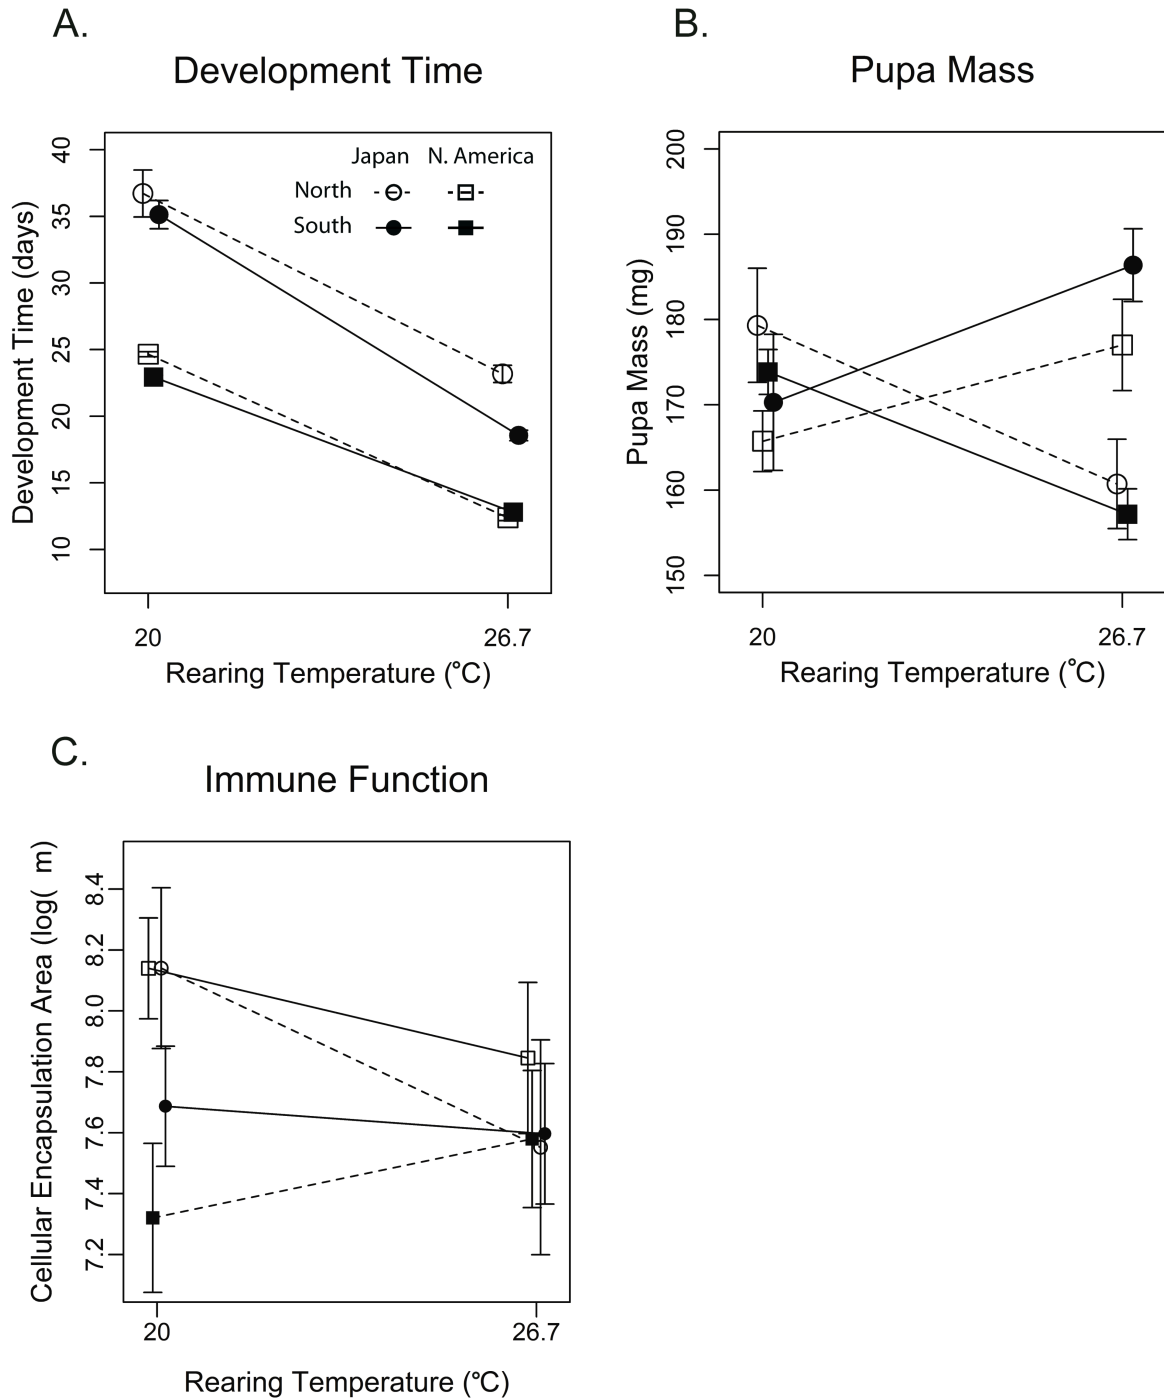 A.
Development Time
Development Time (days)
40
35
30
25
20
15
10
Japan N. America
North
South
20 26.7
Rearing Temperature (°C)
B.
Pupa Mass
Pupa Mass (mg)
200
190
180
170
160
150
20 26.7
Rearing Temperature (°C)
C.
Immune Function
Cellular Encapsulation Area (log( m)
8.4
8.2
8.0
7.8
7.6
7.4
7.2
20 26.7
Rearing Temperature (°C)